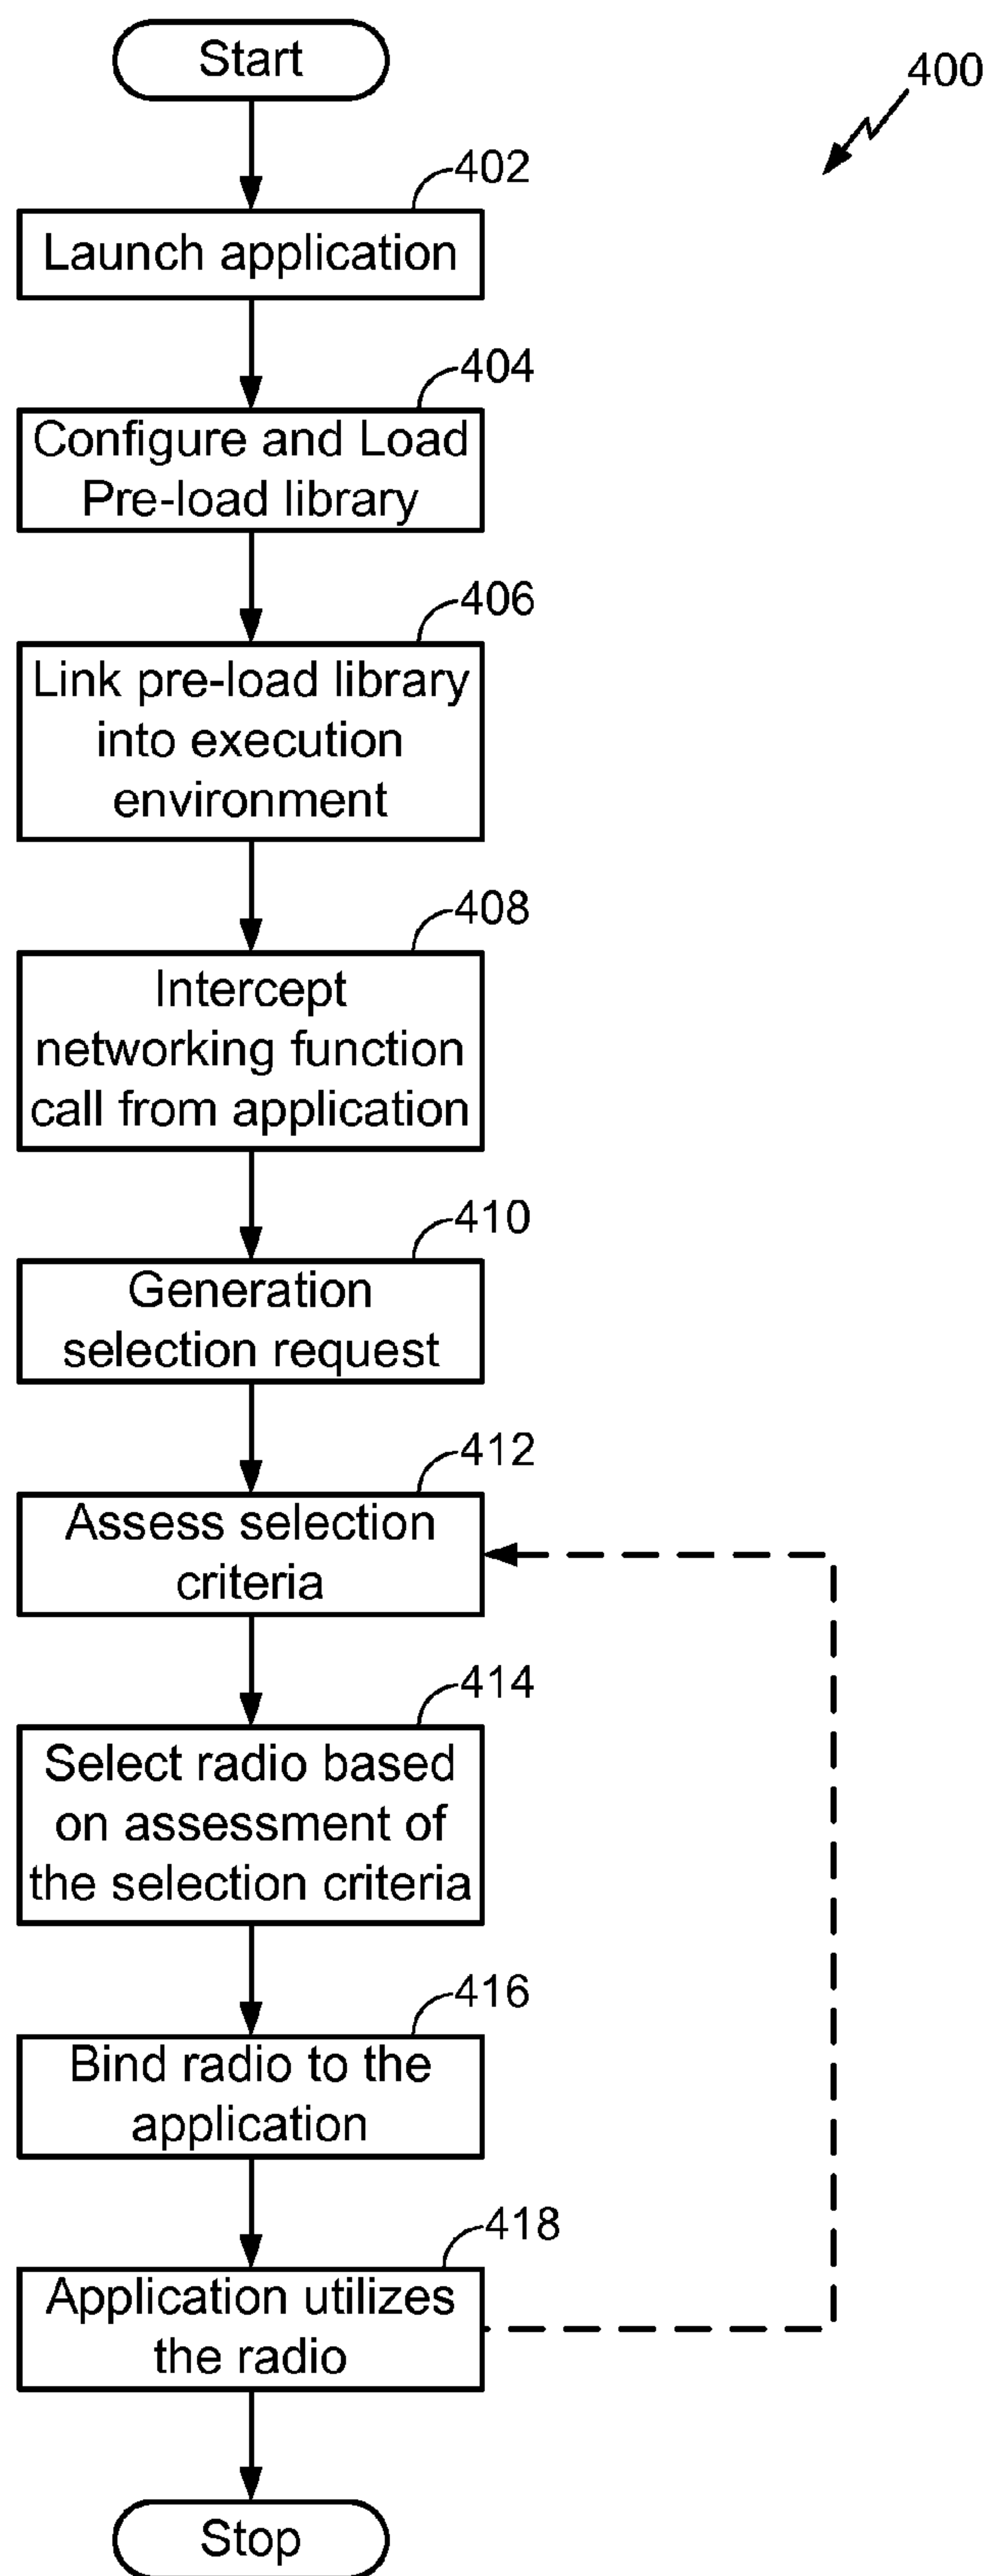 Start
400
402
Launch application
404
Configure and Load
Pre-load library
406
Link pre-load library
into execution
environment
408
Intercept
networking function
call from application
410
Generation
selection request
412
Assess selection
criteria
414
Select radio based
on assessment of
the selection criteria
416
Bind radio to the
application
418
Application utilizes
the radio
Stop